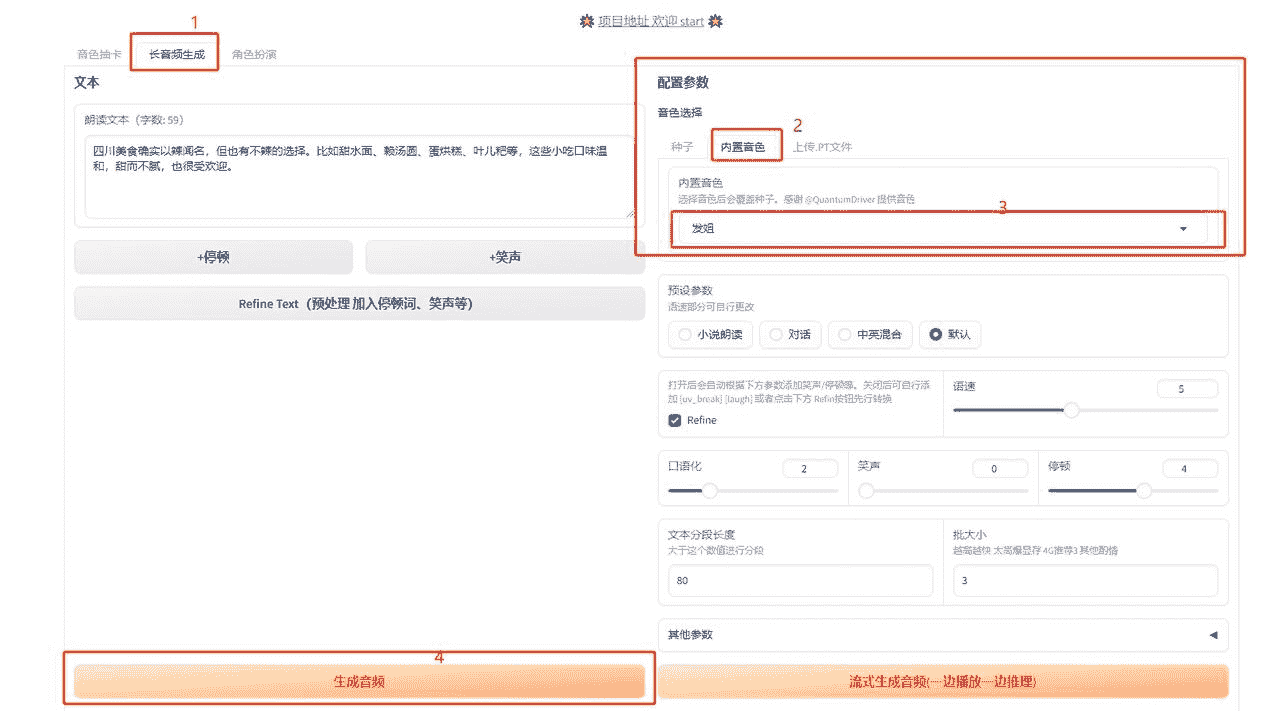 项目地址 欢迎 start
1
音色抽卡 长音频生成 角色扮演
文本
朗读文本（字数: 59）
四川美食确实以辣闻名，但也有不辣的选择。比如甜水面、赖汤圆、蛋烘糕、叶儿粑等，这些小吃口味温
和，甜而不腻，也很受欢迎。
+停顿 +笑声
Refine Text（预处理 加入停顿词、笑声等）
4
生成音频
配置参数
音色选择
2
种子 内置音色 上传.PT文件
内置音色
选择音色后会覆盖种子。感谢 @QuantumDriver 提供音色
3
发姐
预设参数
语速部分可自行更改
小说朗读 对话 中英混合 默认
打开后会自动根据下方参数添加笑声/停顿等。关闭后可自行添
加 [uv_break] [laugh] 或者点击下方 Refin按钮先行转换
Refine
语速 5
口语化 2
笑声 0
停顿 4
文本分段长度
大于这个数值进行分段
80
批大小
越高越快 太高爆显存 4G推荐3 其他酌情
3
其他参数
流式生成音频(一边播放一边推理)